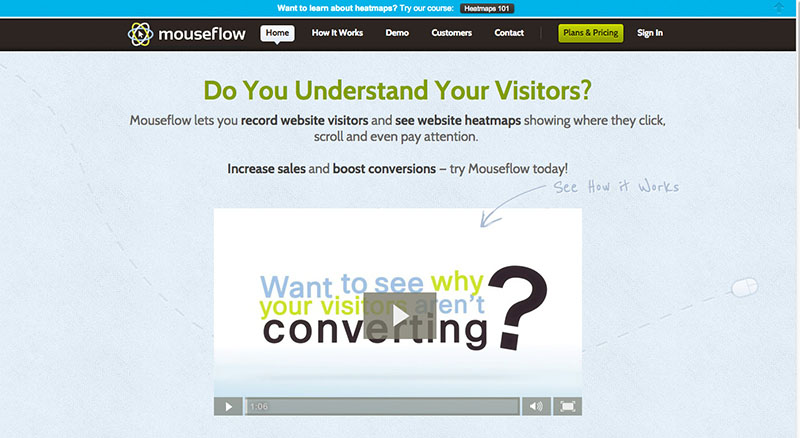 Want to learn about heatmaps? Try our course: Heatmaps 101
mouseflow Home How It Works Demo Customers Contact Plans & Pricing Sign In
Do You Understand Your Visitors?
Mouseflow lets you record website visitors and see website heatmaps showing where they click,
scroll and even pay attention.
Increase sales and boost conversions – try Mouseflow today!
See How it Works
Want to see why
your visitors aren't
converting?
1:06